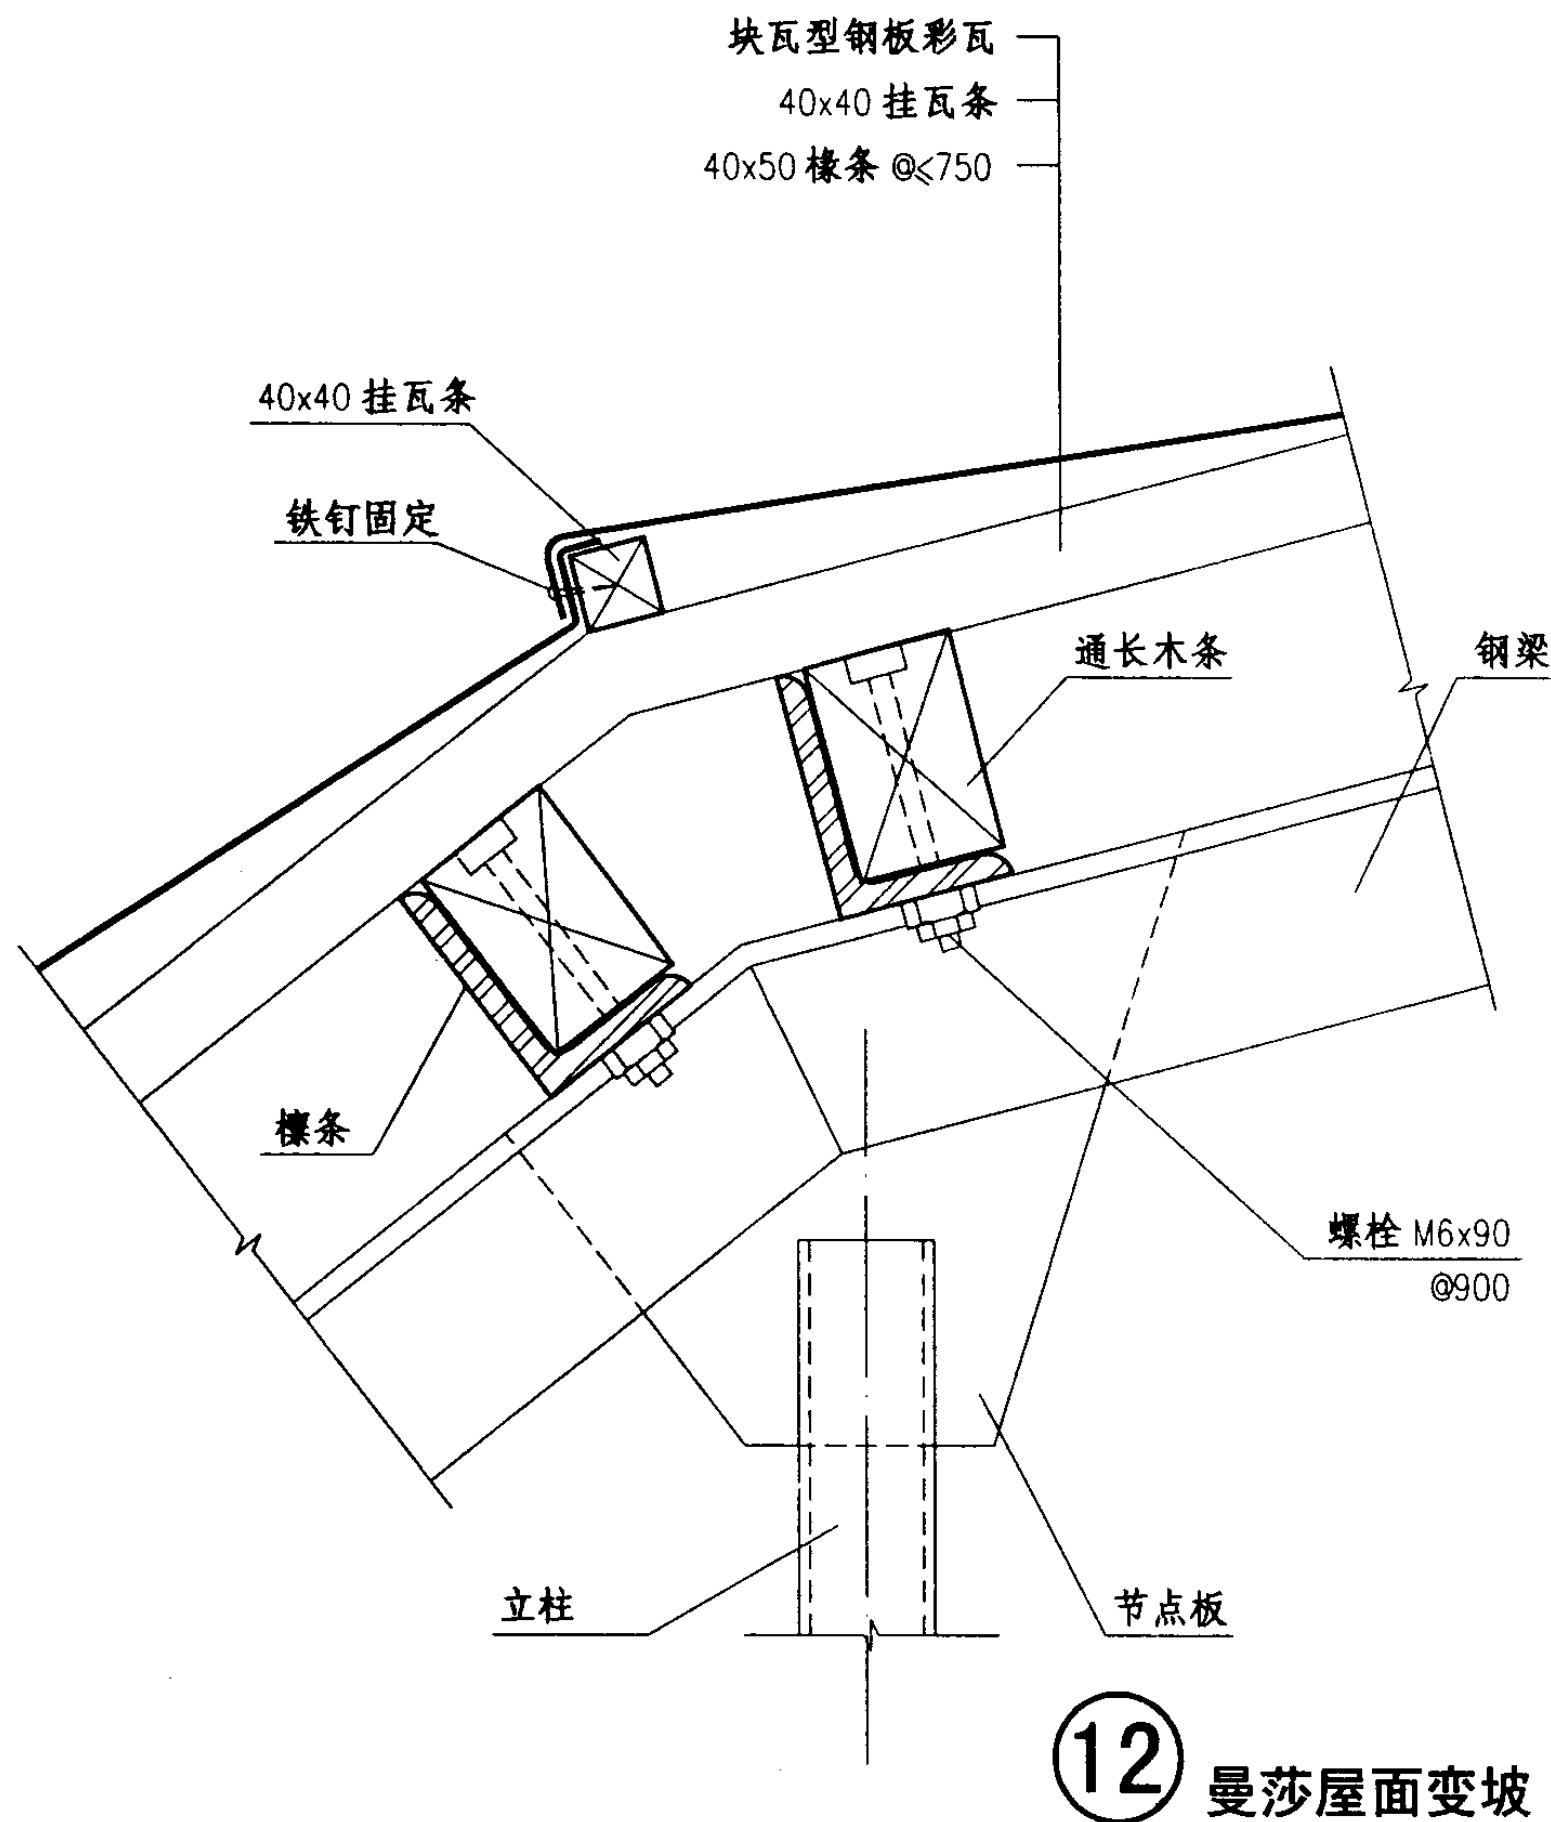 块瓦型钢板彩瓦
40x40 挂瓦条
40x50 椽条 @≤750
40x40 挂瓦条
铁钉固定
通长木条
钢梁
檩条
螺栓 M6x90
@900
立柱
节点板
12 曼莎屋面变坡